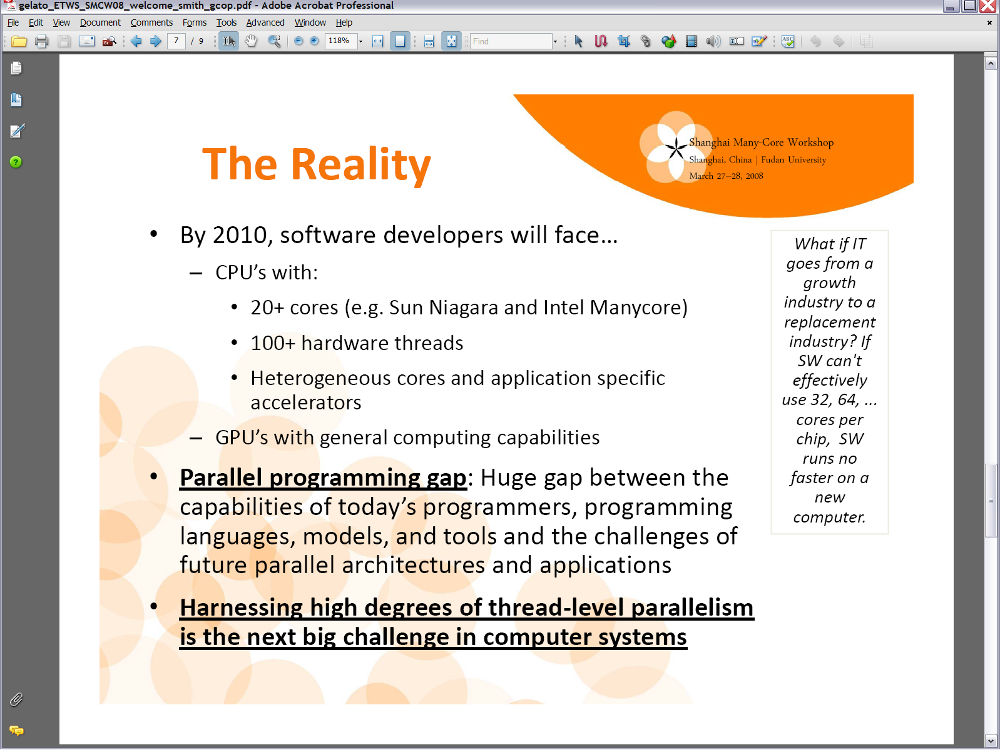 gelato_ETWS_SMCW08_welcome_smith_gcop.pdf - Adobe Acrobat Professional
File Edit View Document Comments Forms Tools Advanced Window Help
7 / 9 118% Find
Shanghai Many-Core Workshop
Shanghai, China | Fudan University
March 27–28, 2008
The Reality
• By 2010, software developers will face…
– CPU’s with:
• 20+ cores (e.g. Sun Niagara and Intel Manycore)
• 100+ hardware threads
• Heterogeneous cores and application specific
accelerators
– GPU’s with general computing capabilities
• Parallel programming gap: Huge gap between the
capabilities of today’s programmers, programming
languages, models, and tools and the challenges of
future parallel architectures and applications
• Harnessing high degrees of thread-level parallelism
is the next big challenge in computer systems
What if IT
goes from a
growth
industry to a
replacement
industry? If
SW can't
effectively
use 32, 64, ...
cores per
chip, SW
runs no
faster on a
new
computer.